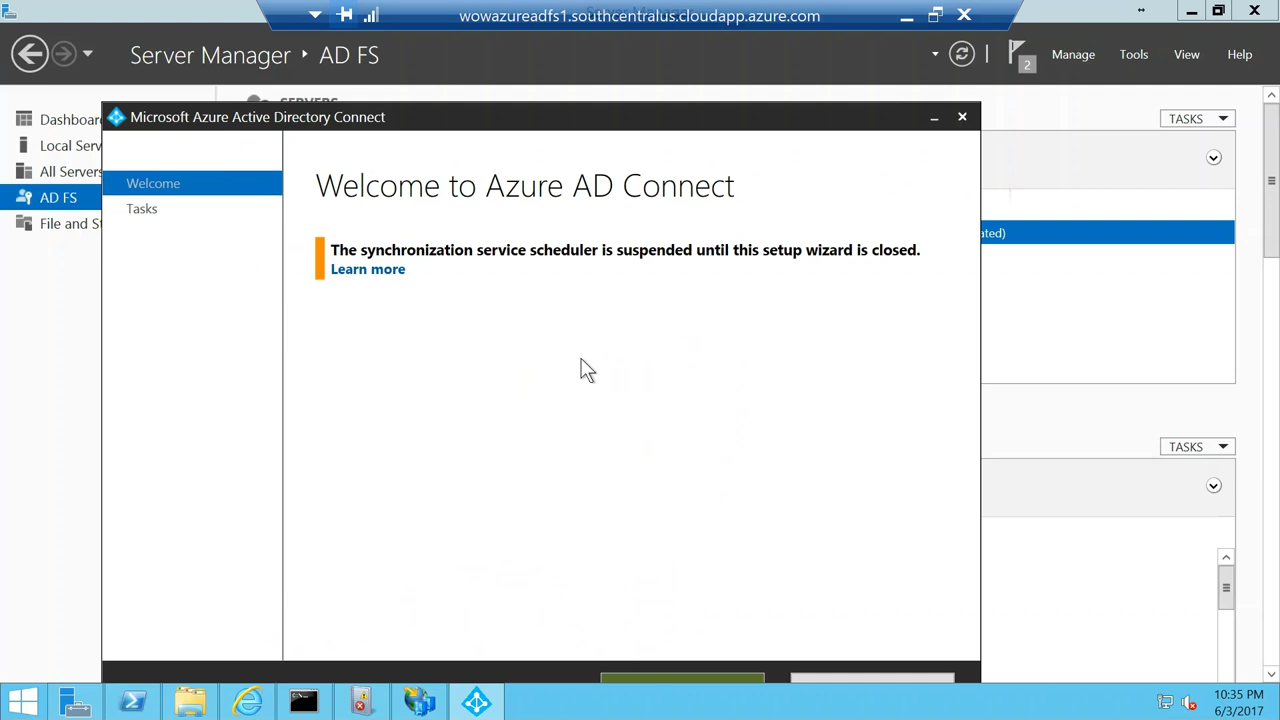 wowazureadfs1.southcentralus.cloudapp.azure.com
Server Manager ‣ AD FS
2
Manage
Tools
View
Help
Dashboar
Local Serv
All Servers
AD FS
File and St
SERVERS
TASKS
ated)
TASKS
Microsoft Azure Active Directory Connect
Welcome
Tasks
Welcome to Azure AD Connect
The synchronization service scheduler is suspended until this setup wizard is closed.
Learn more
10:35 PM
6/3/2017